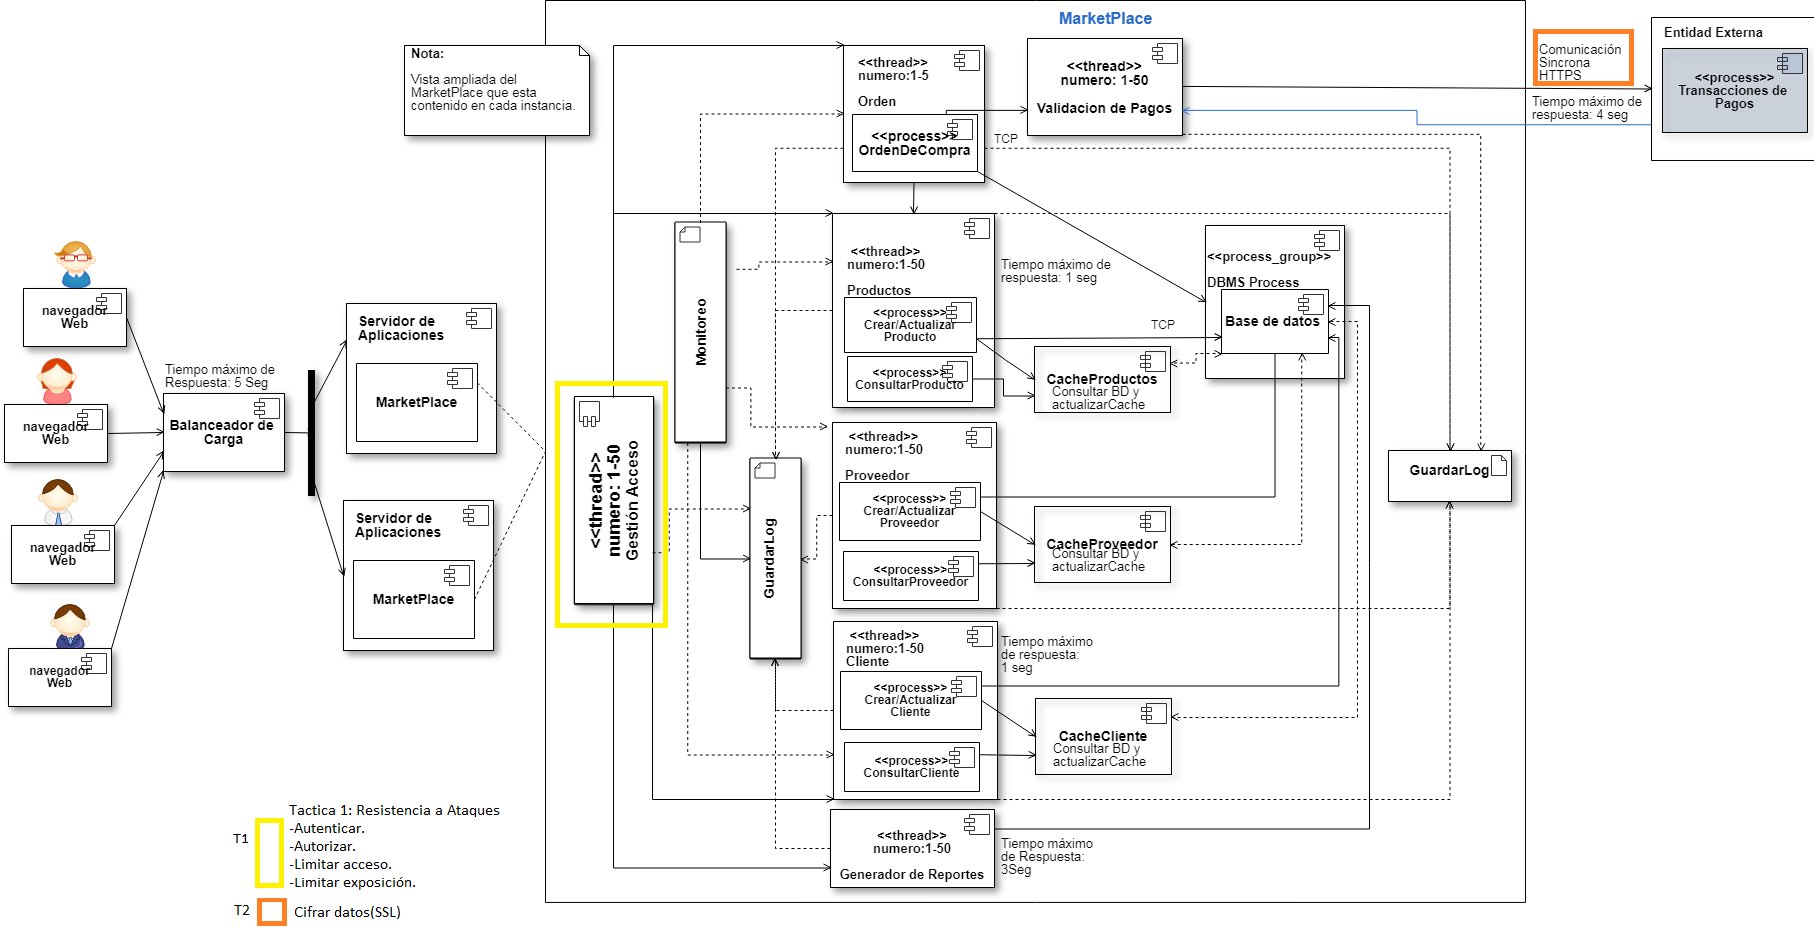 MarketPlace
Nota:
Vista ampliada del
MarketPlace que esta
contenido en cada instancia.
<<thread>>
numero:1-5
Orden
<<process>>
OrdenDeCompra
<<thread>>
numero: 1-50
Validacion de Pagos
TCP
Comunicación
Sincrona
HTTPS
Tiempo máximo de
respuesta: 4 seg
Entidad Externa
<<process>>
Transacciones de
Pagos
navegador
Web
navegador
Web
navegador
Web
navegador
Web
Tiempo máximo de
Respuesta: 5 Seg
Balanceador de
Carga
Servidor de
Aplicaciones
MarketPlace
Servidor de
Aplicaciones
MarketPlace
<<thread>>
numero: 1-50
Gestión Acceso
Monitoreo
GuardarLog
<<thread>>
numero:1-50
Productos
<<process>>
Crear/Actualizar
Producto
<<process>>
ConsultarProducto
Tiempo máximo de
respuesta: 1 seg
<<process_group>>
DBMS Process
Base de datos
TCP
CacheProductos
Consultar BD y
actualizarCache
<<thread>>
numero:1-50
Proveedor
<<process>>
Crear/Actualizar
Proveedor
<<process>>
ConsultarProveedor
CacheProveedor
Consultar BD y
actualizarCache
GuardarLog
<<thread>>
numero:1-50
Cliente
<<process>>
Crear/Actualizar
Cliente
<<process>>
ConsultarCliente
Tiempo máximo
de respuesta:
1 seg
CacheCliente
Consultar BD y
actualizarCache
<<thread>>
numero:1-50
Generador de Reportes
Tiempo máximo
de Respuesta:
3Seg
T1
Tactica 1: Resistencia a Ataques
-Autenticar.
-Autorizar.
-Limitar acceso.
-Limitar exposición.
T2
Cifrar datos(SSL)